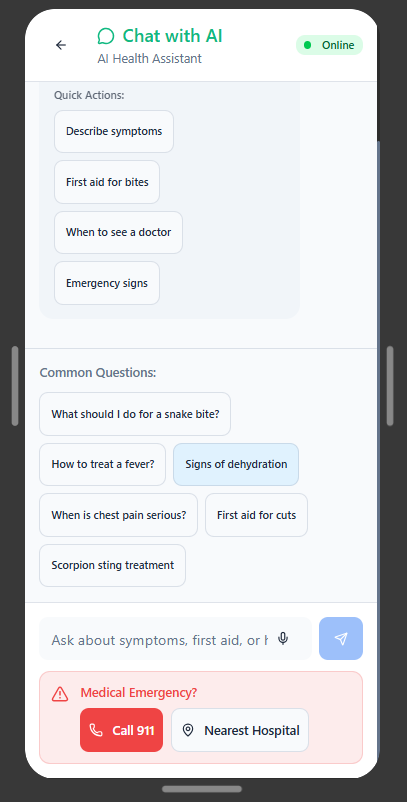 Chat with AI
AI Health Assistant
Online
Quick Actions:
Describe symptoms
First aid for bites
When to see a doctor
Emergency signs
Common Questions:
What should I do for a snake bite?
How to treat a fever?
Signs of dehydration
When is chest pain serious?
First aid for cuts
Scorpion sting treatment
Ask about symptoms, first aid, or h
Medical Emergency?
Call 911
Nearest Hospital